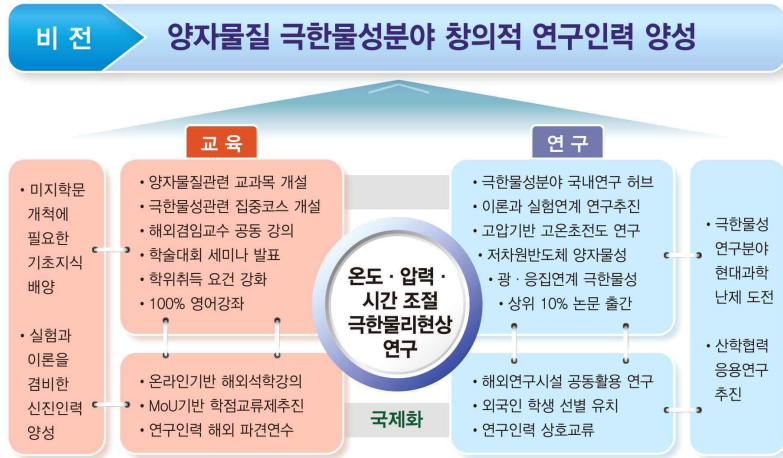 비 전
양자물질 극한물성분야 창의적 연구인력 양성
교 육
• 미지학문
개척에
필요한
기초지식
배양
• 실험과
이론을
겸비한
신진인력
양성
• 양자물질관련 교과목 개설
• 극한물성관련 집중코스 개설
• 해외겸임교수 공동 강의
• 학술대회 세미나 발표
• 학위취득 요건 강화
• 100% 영어강좌
• 온라인기반 해외석학강의
• MoU기반 학점교류제추진
• 연구인력 해외 파견연수
온도 · 압력 ·
시간 조절
극한물리현상
연구
국제화
연 구
• 극한물성분야 국내연구 허브
• 이론과 실험연계 연구추진
• 고압기반 고온초전도 연구
• 저차원반도체 양자물성
• 광 · 응집연계 극한물성
• 상위 10% 논문 출간
• 해외연구시설 공동활용 연구
• 외국인 학생 선별 유치
• 연구인력 상호교류
• 극한물성
연구분야
현대과학
난제 도전
• 산학협력
응용연구
추진